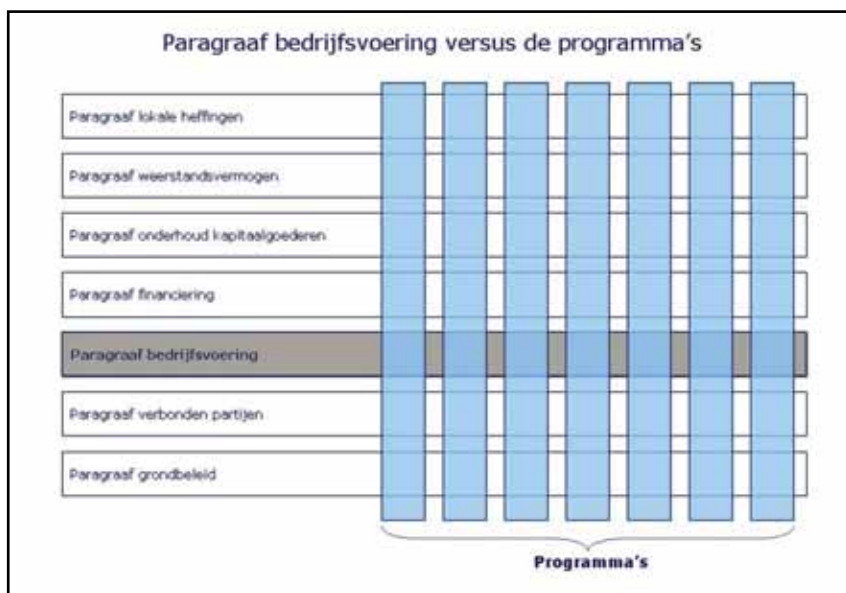 Paragraaf bedrijfsvoering versus de programma's
Paragraaf lokale heffingen
Paragraaf weerstandsvermogen
Paragraaf onderhoud kapitaalgoederen
Paragraaf financiering
Paragraaf bedrijfsvoering
Paragraaf verbonden partijen
Paragraaf grondbeleid
Programma's